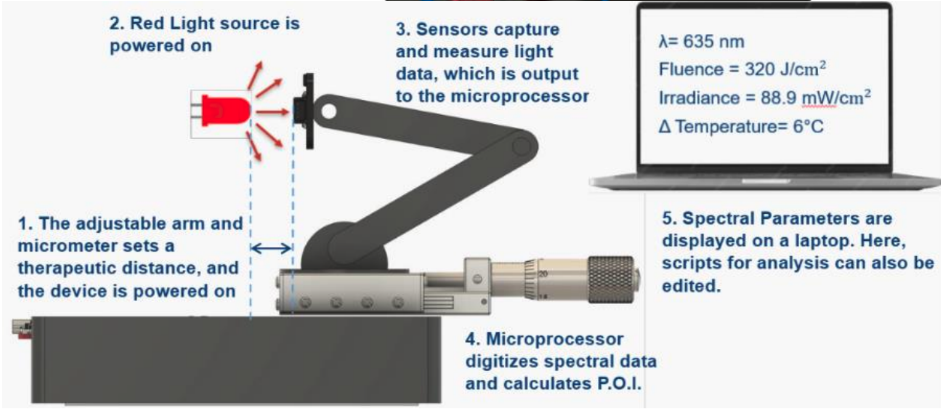 2. Red Light source is
powered on
3. Sensors capture
and measure light
data, which is output
to the microprocessor
λ= 635 nm
Fluence = 320 J/cm²
Irradiance = 88.9 mW/cm²
Δ Temperature= 6°C
1. The adjustable arm and
micrometer sets a
therapeutic distance, and
the device is powered on
20
4. Microprocessor
digitizes spectral data
and calculates P.O.I.
5. Spectral Parameters are
displayed on a laptop. Here,
scripts for analysis can also be
edited.